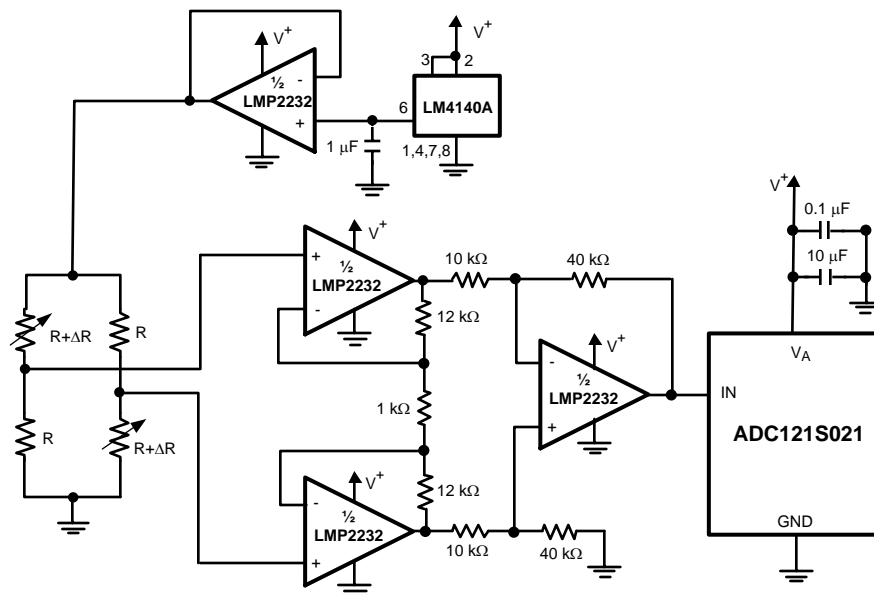 V+
½
LMP2232
-
+
1 µF
6
3
2
V+
LM4140A
1,4,7,8
R+ΔR
R
R
R+ΔR
V+
+
½
LMP2232
-
12 kΩ
1 kΩ
12 kΩ
V+
-
½
LMP2232
+
10 kΩ
40 kΩ
10 kΩ
40 kΩ
V+
-
½
LMP2232
+
V+
0.1 µF
10 µF
VA
IN
ADC121S021
GND